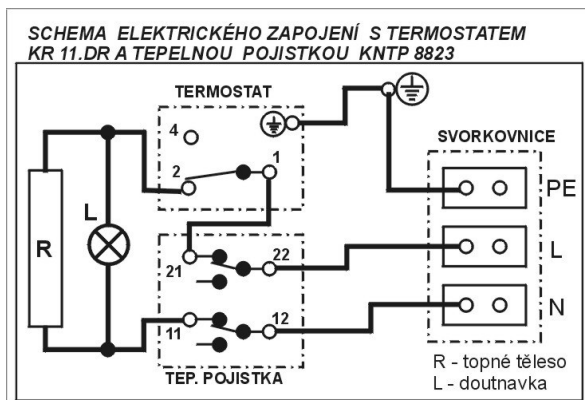 SCHEMA ELEKTRICKÉHO ZAPOJENÍ S TERMOSTATEM
KR 11.DR A TEPELNOU POJISTKOU KNTP 8823
TERMOSTAT
SVORKOVNICE
4
2
1
PE
L
R
21
22
L
11
12
N
TEP. POJISTKA
R - topné těleso
L - doutnavka